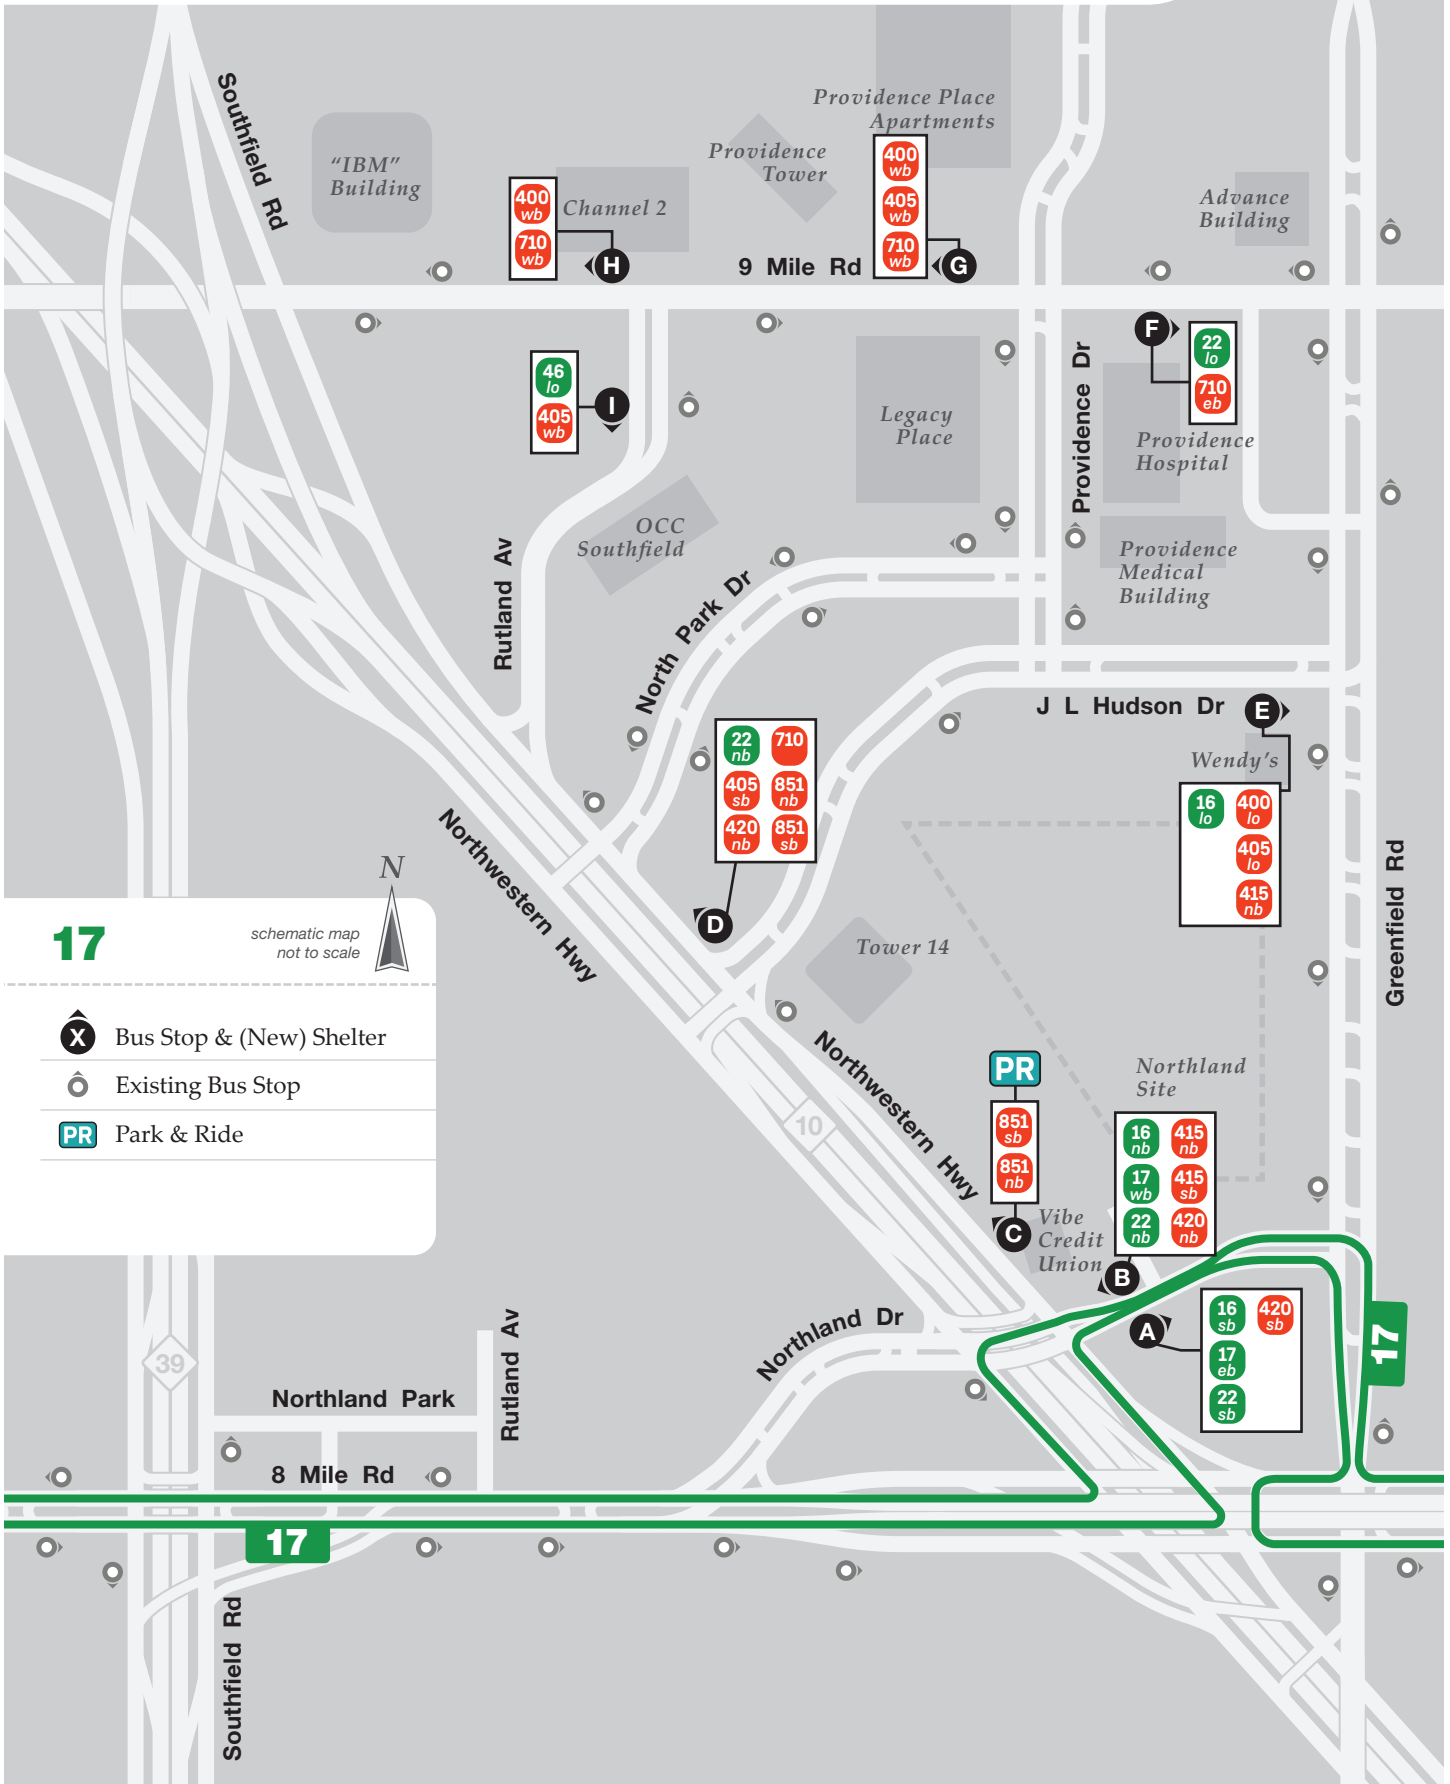 Southfield Rd
“IBM”
Building
400
wb
710
wb
Channel 2
H
Providence Place
Apartments
Providence
Tower
400
wb
405
wb
710
wb
9 Mile Rd
G
Advance
Building
F
22
lo
710
eb
Providence Dr
Providence
Hospital
46
lo
405
wb
I
Legacy
Place
OCC
Southfield
Providence
Medical
Building
Rutland Av
North Park Dr
J L Hudson Dr
E
Wendy's
16
lo
400
lo
405
lo
415
nb
22
nb
710
405
sb
851
nb
420
nb
851
sb
D
Northwestern Hwy
Greenfield Rd
Tower 14
N
17
schematic map
not to scale
X
Bus Stop & (New) Shelter
Existing Bus Stop
PR
Park & Ride
10
Northwestern Hwy
PR
851
sb
851
nb
C
Vibe
Credit
Union
Northland
Site
16
nb
415
nb
17
wb
415
sb
22
nb
420
nb
B
A
16
sb
420
sb
17
eb
22
sb
17
Northland Dr
39
Northland Park
Rutland Av
8 Mile Rd
17
Southfield Rd